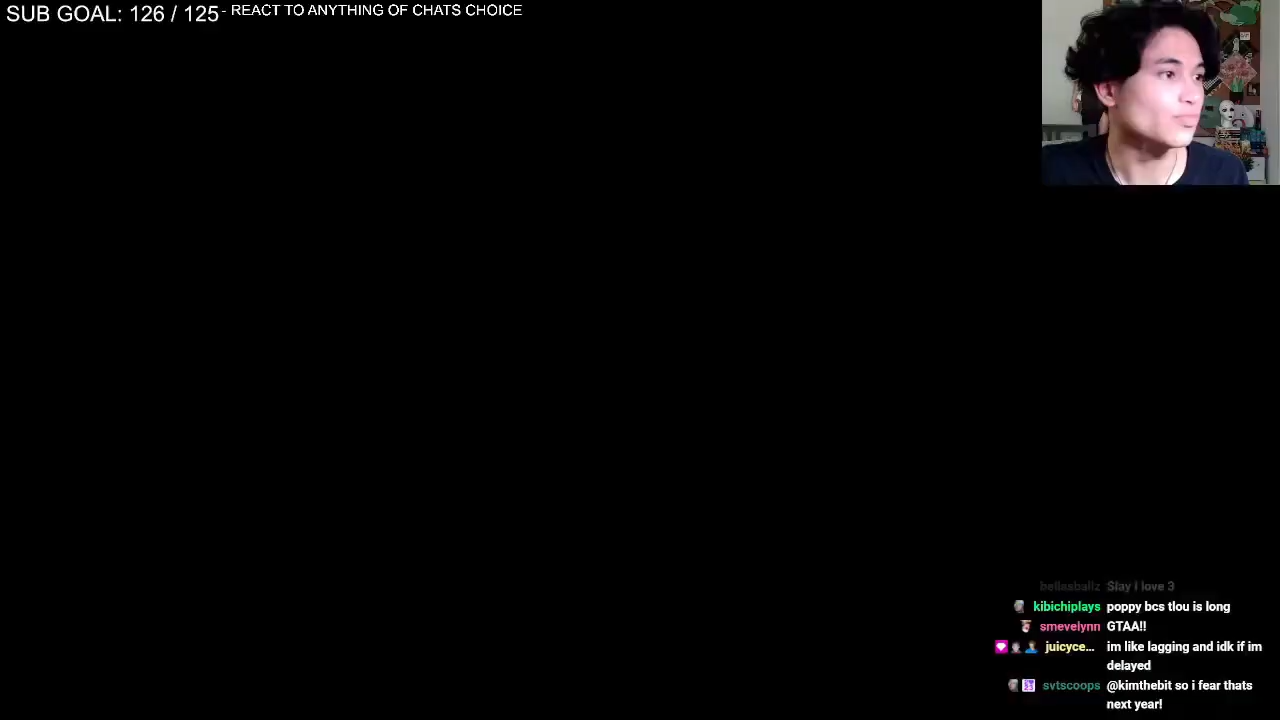 SUB GOAL: 126 / 125 - REACT TO ANYTHING OF CHATS CHOICE
bellasballz Slay i love 3
kibichiplays poppy bcs tlou is long
smevelynn GTAA!!
juicyce... im like lagging and idk if im
delayed
svtscoops @kimthebit so i fear thats
next year!